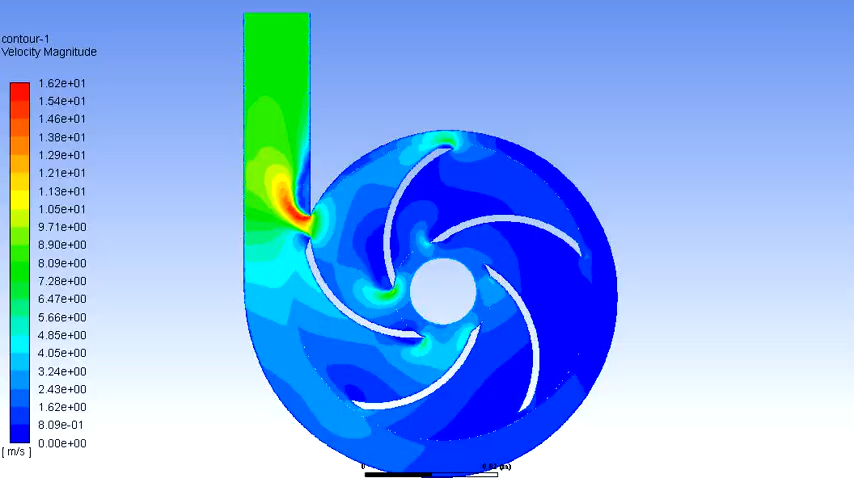 contour-1
Velocity Magnitude
1.62e+01
1.54e+01
1.46e+01
1.38e+01
1.29e+01
1.21e+01
1.13e+01
1.05e+01
9.71e+00
8.90e+00
8.09e+00
7.28e+00
6.47e+00
5.66e+00
4.85e+00
4.05e+00
3.24e+00
2.43e+00
1.62e+00
8.09e-01
0.00e+00
[ m/s ]
0